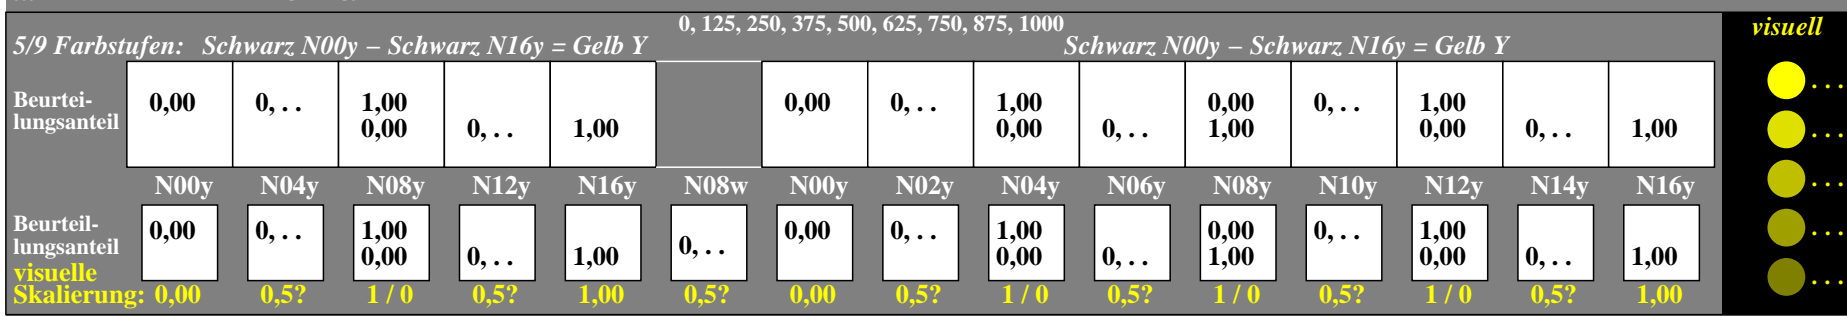 0, 125, 250, 375, 500, 625, 750, 875, 1000
visuell
5/9 Farbstufen: Schwarz N00y – Schwarz N16y = Gelb Y
Schwarz N00y – Schwarz N16y = Gelb Y
Beurtei-
lungsanteil
0,00 0, . . 1,00 0,00 0, . . 1,00 0,00 0, . . 1,00
0,00 0, . . 1,00 0,00 0, . . 1,00 0,00 0, . . 1,00
N00y N04y N08y N12y N16y N08w N00y N02y N04y N06y N08y N10y N12y N14y N16y
Beurteil-
lungsanteil
0,00 0, . . 1,00 0,00 0, . . 1,00 0,00 0, . . 1,00
0,00 0, . . 1,00 0, . . 0,00 0, . . 1,00 0,00 0, . . 1,00
visuelle
Skalierung: 0,00 0,5? 1 / 0 0,5? 1,00 0,5? 0,00 0,5? 1 / 0 0,5? 1 / 0 0,5? 1 / 0 0,5? 1,00
. . .
. . .
. . .
. . .
. . .